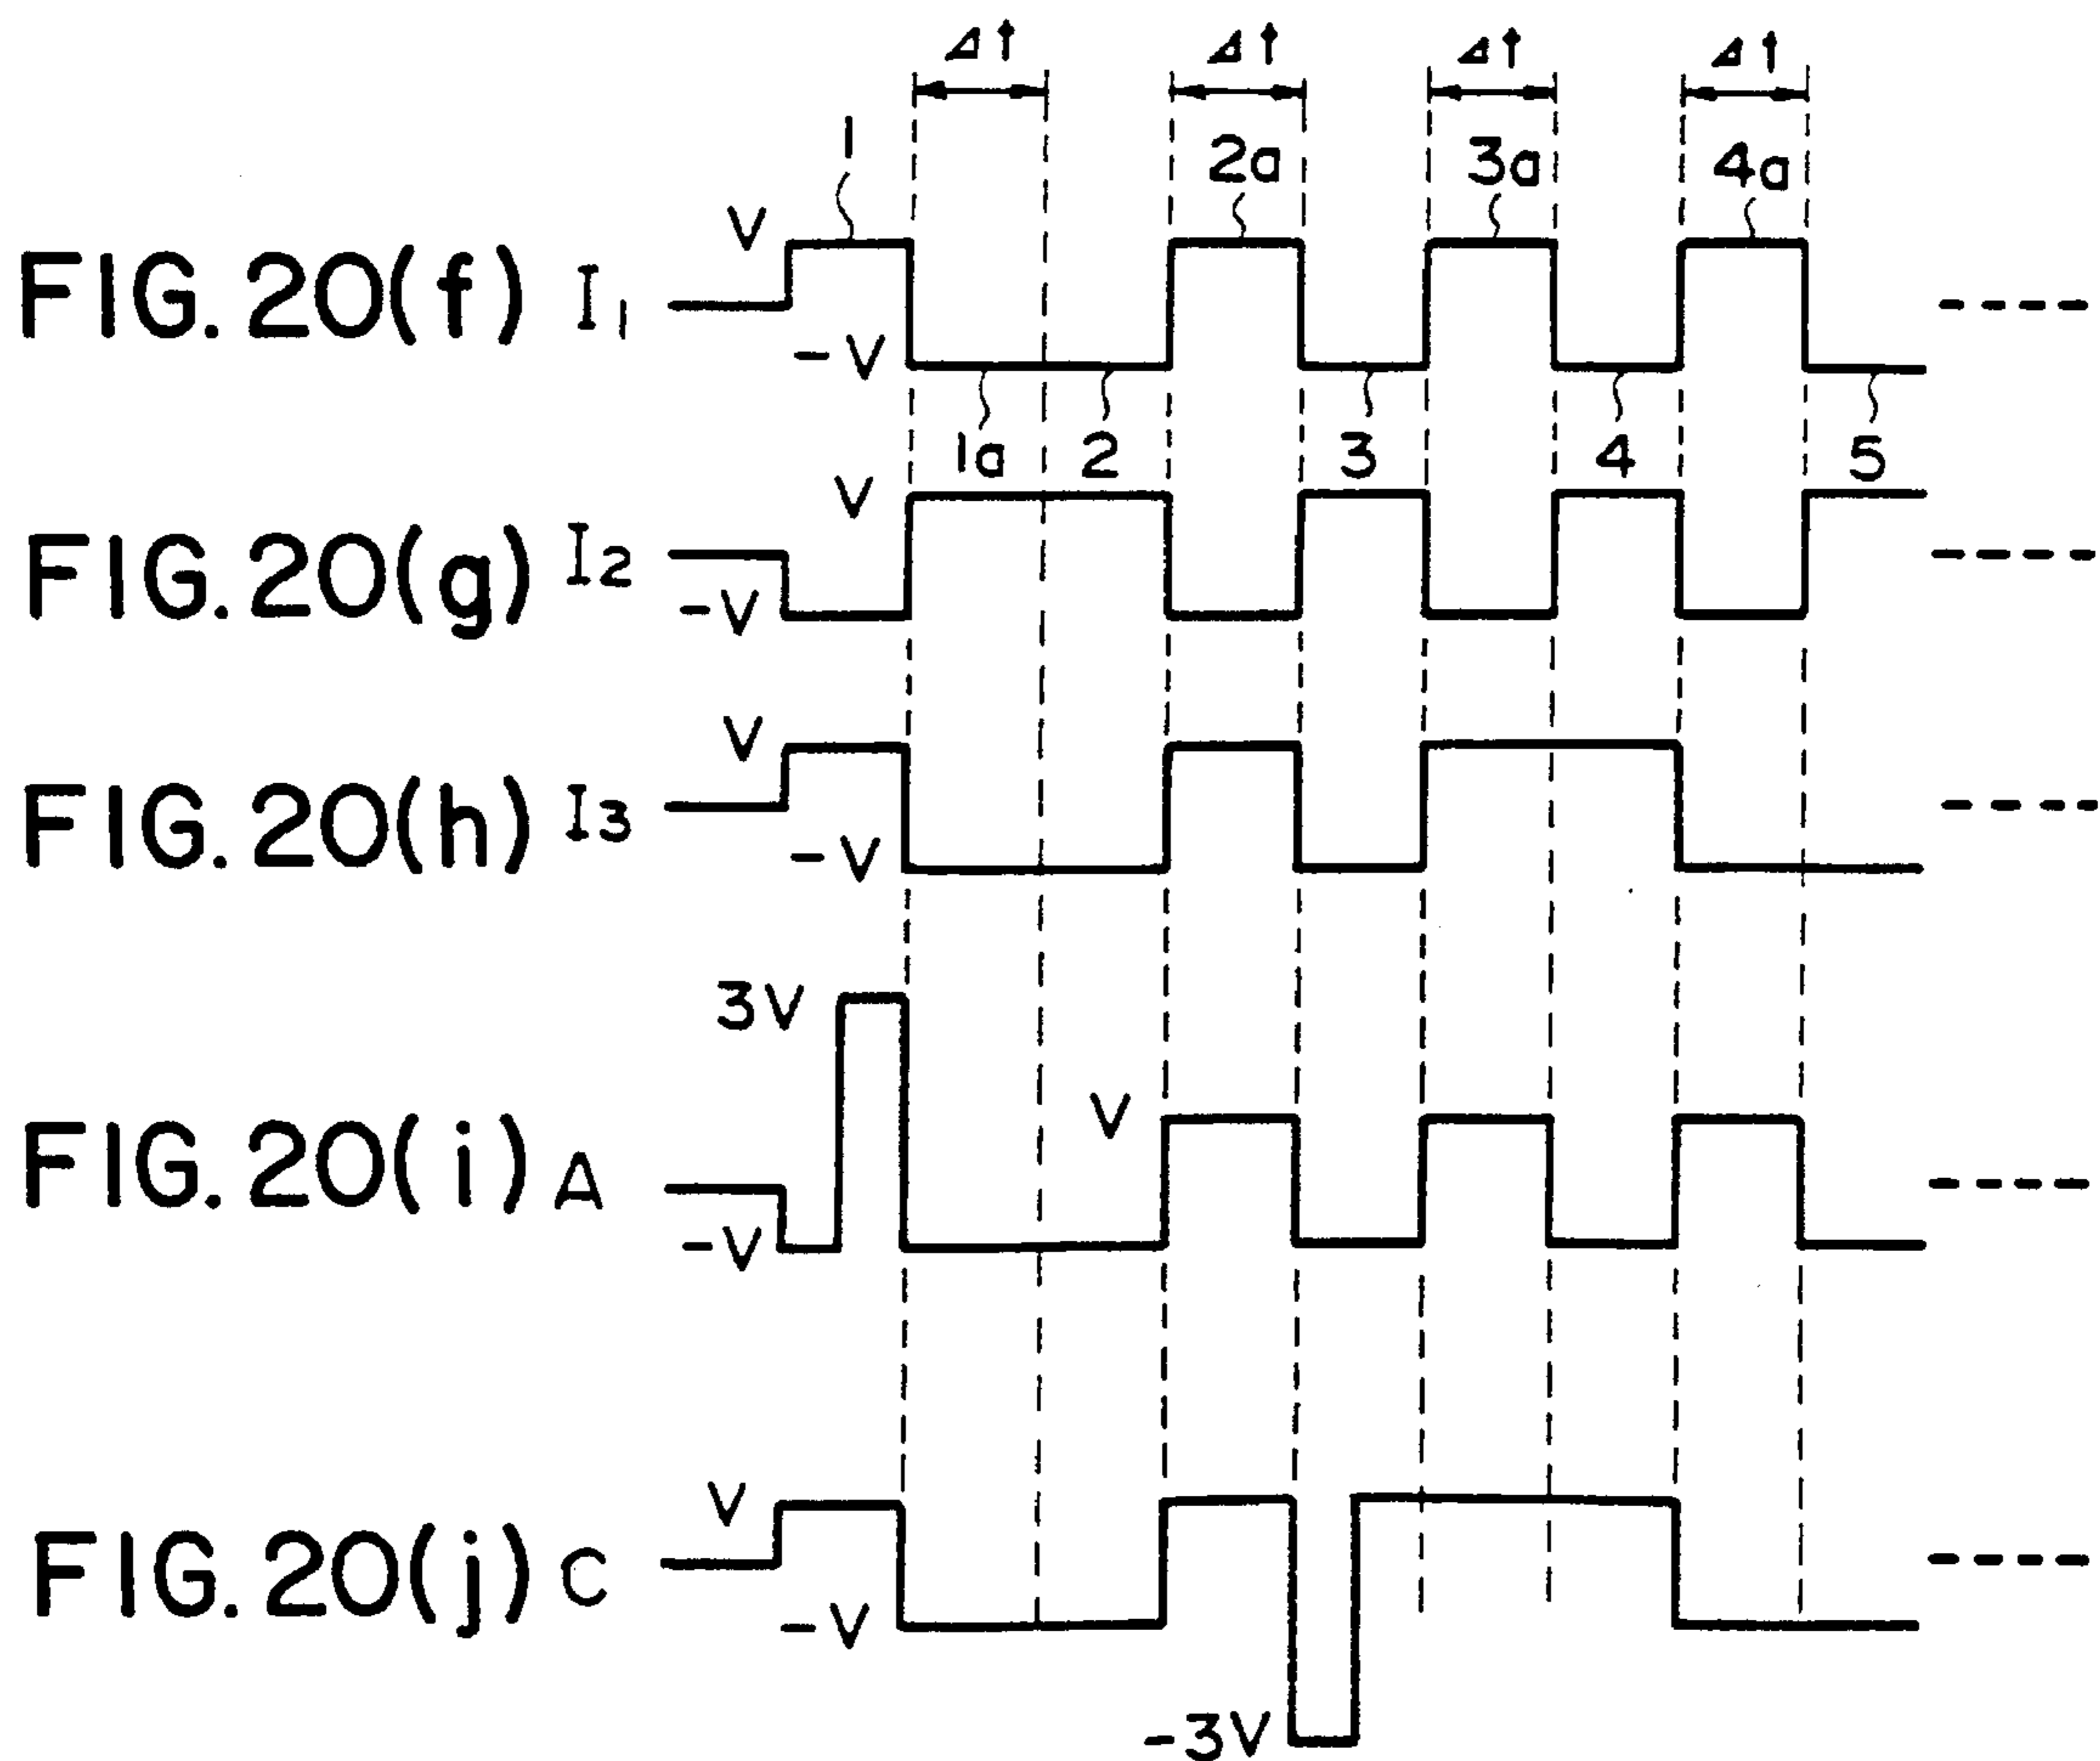 Δt Δt Δt Δt
1 2a 3a 4a
V
FIG. 20(f) I1
-V
1a 2 3 4 5
V
FIG. 20(g) I2
-V
V
FIG. 20(h) I3
-V
3V
V
FIG. 20(i) A
-V
V
FIG. 20(j) C
-V
-3V